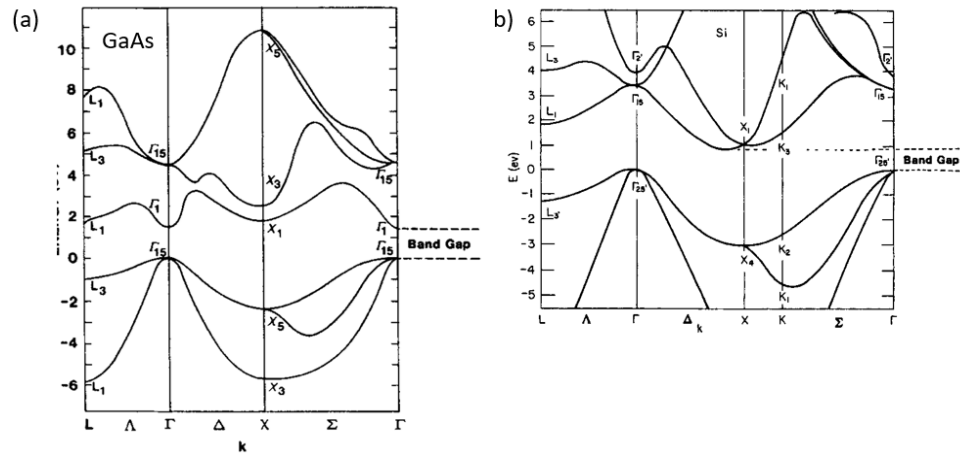 (a)
GaAs
10
8
6
4
2
0
-2
-4
-6
L₁
L₃
L₁
L₃
L₁
Γ₁₅
Γ₁
Γ₁₅
X₅
X₃
X₁
X₅
X₃
Γ₁₅
Γ₁
Γ₁₅
Band Gap
L Λ Γ Δ X Σ Γ
k
b)
Si
E (ev)
6
5
4
3
2
1
0
-1
-2
-3
-4
-5
L₃
L₁
L₃'
Γ₂'
Γ₁₅
Γ₂₅'
X₁
X₄
K₁
K₃
K₂
K₁
Γ₂'
Γ₁₅
Γ₂₅'
Band Gap
L Λ Γ Δ k X K Σ Γ